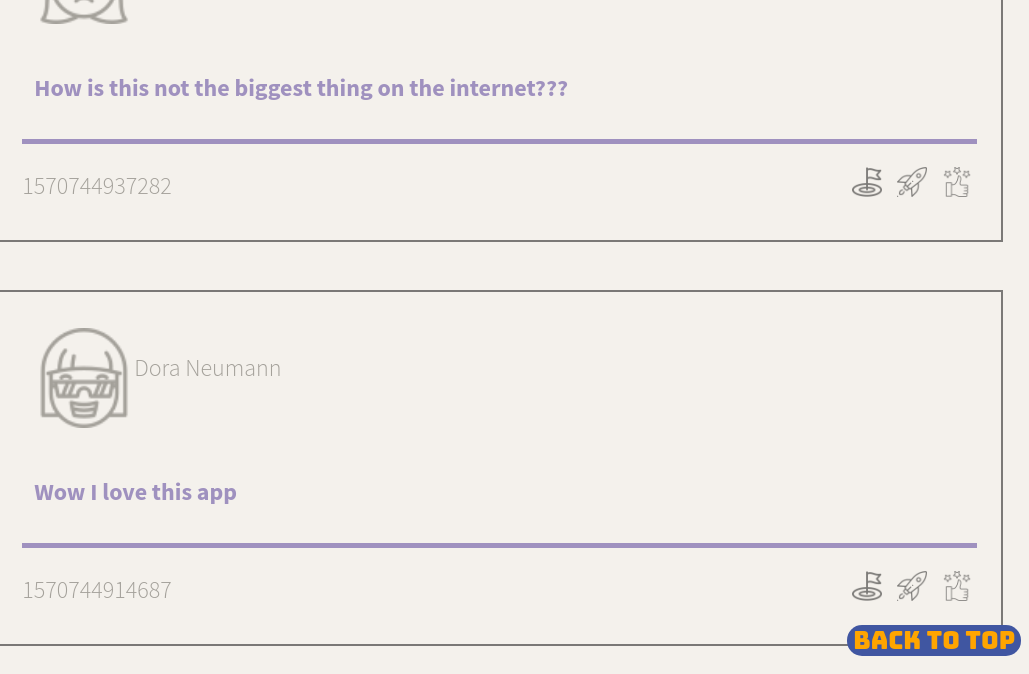 How is this not the biggest thing on the internet???
1570744937282
Dora Neumann
Wow I love this app
1570744914687
BACK TO TOP